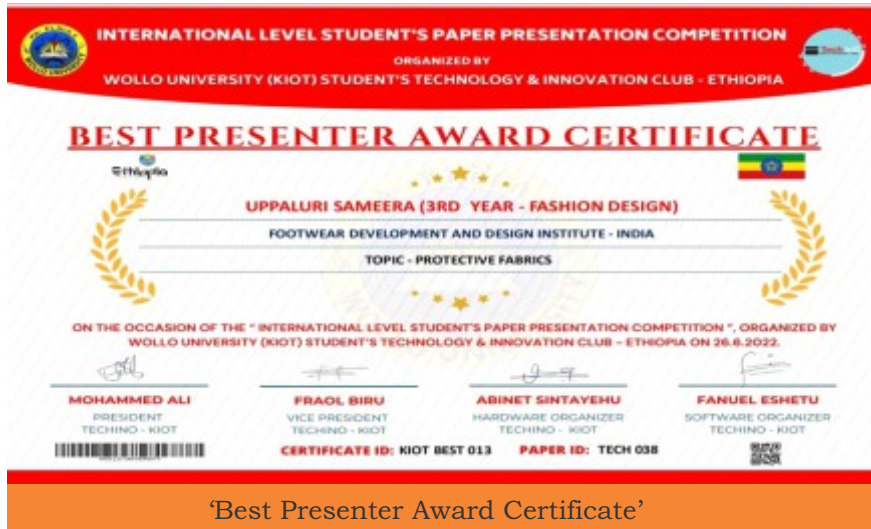 INTERNATIONAL LEVEL STUDENT'S PAPER PRESENTATION COMPETITION
ORGANIZED BY
WOLLO UNIVERSITY (KIOT) STUDENT'S TECHNOLOGY & INNOVATION CLUB - ETHIOPIA
BEST PRESENTER AWARD CERTIFICATE
Ethiopia
UPPALURI SAMEERA (3RD YEAR - FASHION DESIGN)
FOOTWEAR DEVELOPMENT AND DESIGN INSTITUTE - INDIA
TOPIC - PROTECTIVE FABRICS
ON THE OCCASION OF THE " INTERNATIONAL LEVEL STUDENT'S PAPER PRESENTATION COMPETITION ", ORGANIZED BY
WOLLO UNIVERSITY (KIOT) STUDENT'S TECHNOLOGY & INNOVATION CLUB - ETHIOPIA ON 26.6.2022.
MOHAMMED ALI FRAOL BIRU ABINET SINTAYEHU FANUEL ESHETU
PRESIDENT VICE PRESIDENT HARDWARE ORGANIZER SOFTWARE ORGANIZER
TECHINO - KIOT TECHINO - KIOT TECHINO - KIOT TECHINO - KIOT
CERTIFICATE ID: KIOT BEST 013 PAPER ID: TECH 038
'Best Presenter Award Certificate'